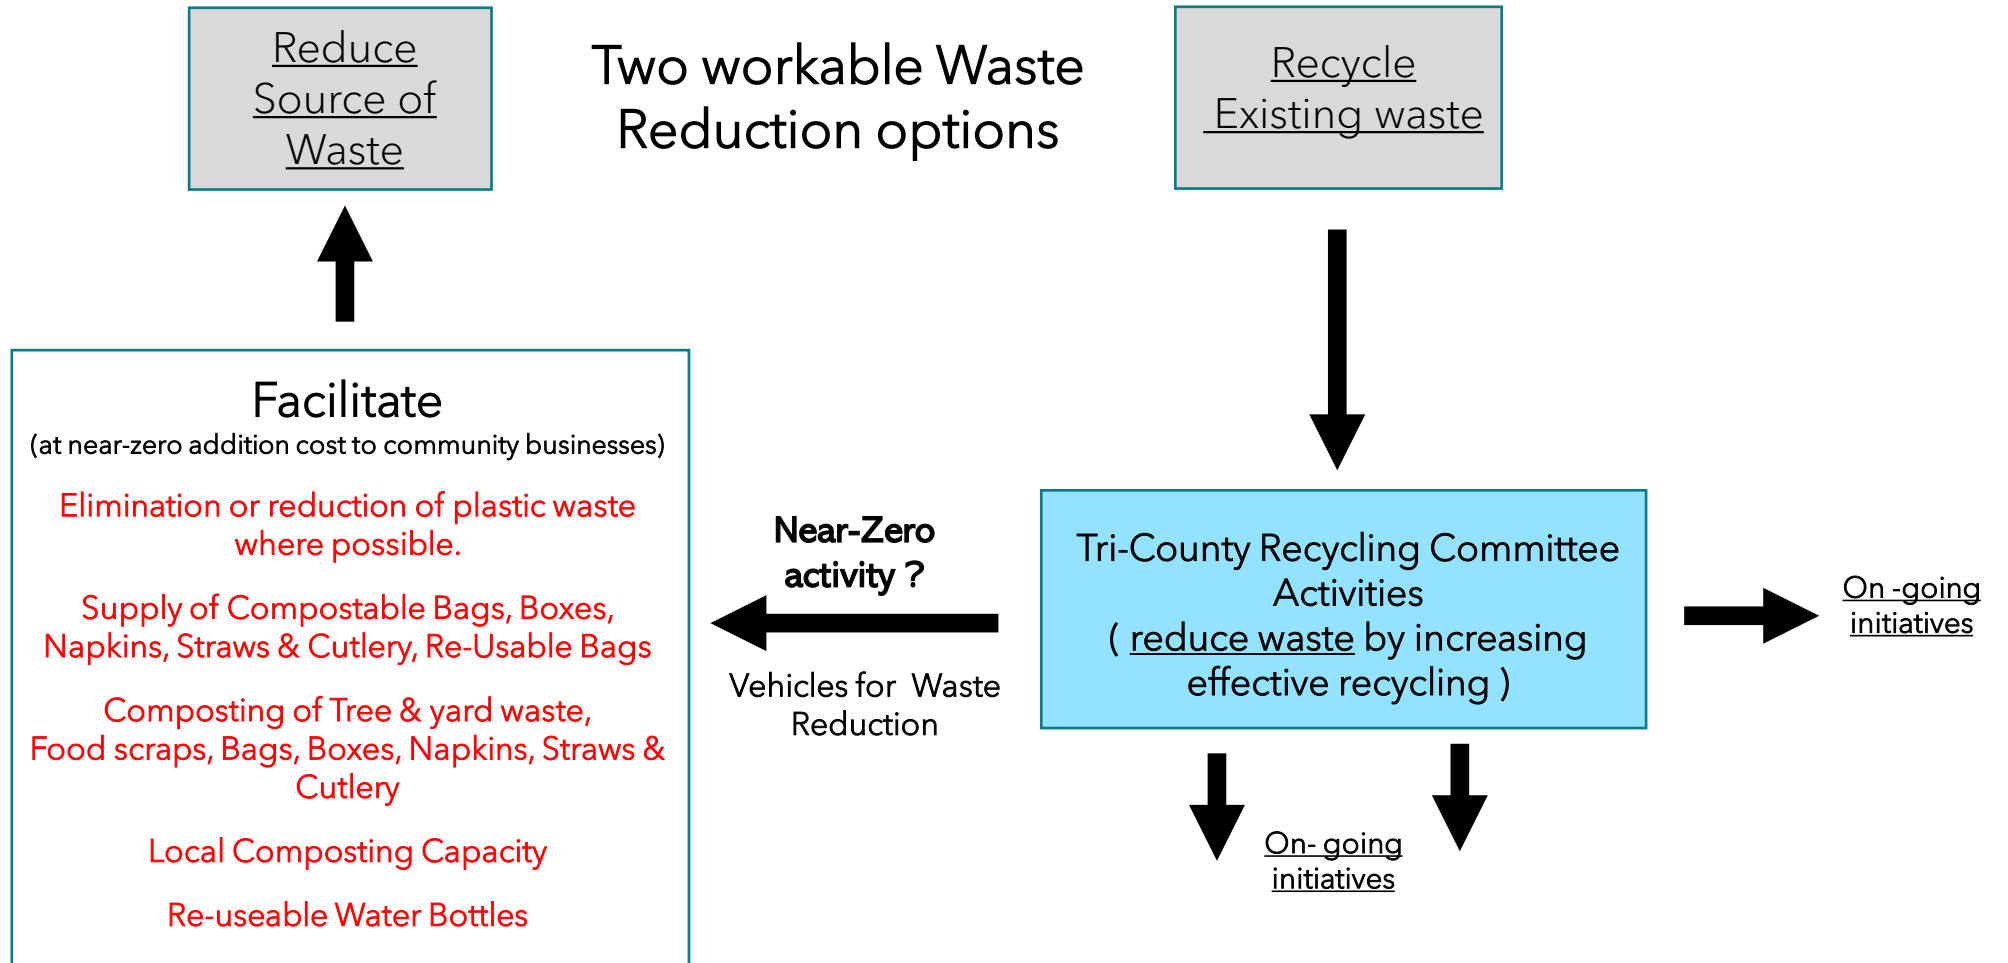 Reduce
Source of
Waste
Two workable Waste
Reduction options
Recycle
Existing waste
Facilitate
(at near-zero addition cost to community businesses)
Elimination or reduction of plastic waste
where possible.
Supply of Compostable Bags, Boxes,
Napkins, Straws & Cutlery, Re-Usable Bags
Composting of Tree & yard waste,
Food scraps, Bags, Boxes, Napkins, Straws &
Cutlery
Local Composting Capacity
Re-useable Water Bottles
Near-Zero
activity ?
Vehicles for Waste
Reduction
Tri-County Recycling Committee
Activities
( reduce waste by increasing
effective recycling )
On -going
initiatives
On- going
initiatives